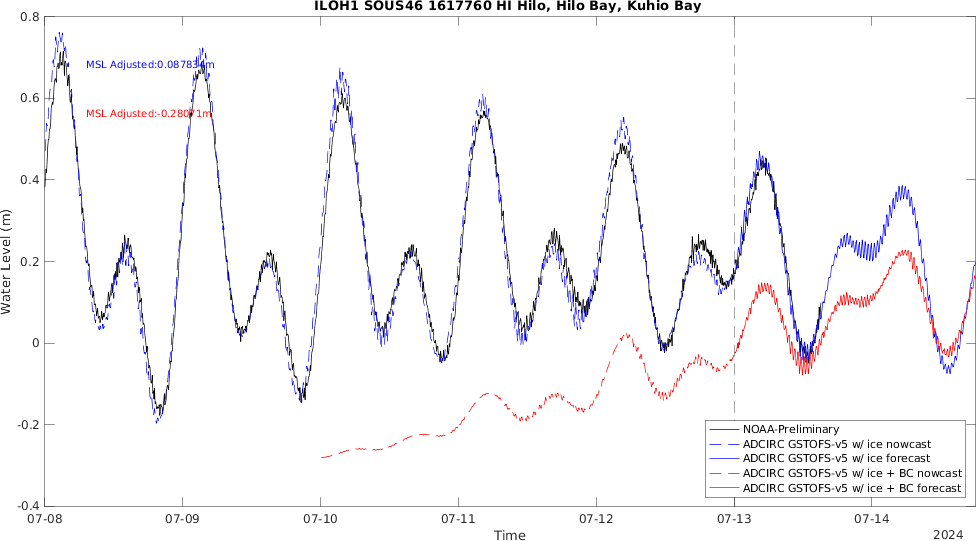 ILOH1 SOUS46 1617760 HI Hilo, Hilo Bay, Kuhio Bay
Water Level (m)
0.8
0.6
0.4
0.2
0
-0.2
-0.4
MSL Adjusted:0.087834m
MSL Adjusted:-0.28071m
NOAA-Preliminary
ADCIRC GSTOFS-v5 w/ ice nowcast
ADCIRC GSTOFS-v5 w/ ice forecast
ADCIRC GSTOFS-v5 w/ ice + BC nowcast
ADCIRC GSTOFS-v5 w/ ice + BC forecast
07-08 07-09 07-10 07-11 07-12 07-13 07-14
2024
Time